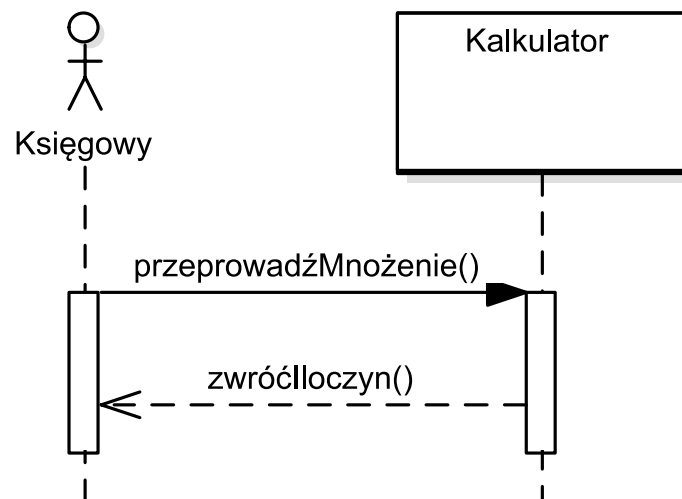 Kalkulator
Księgowy
przeprowadźMnożenie()
zwróćIloczyn()